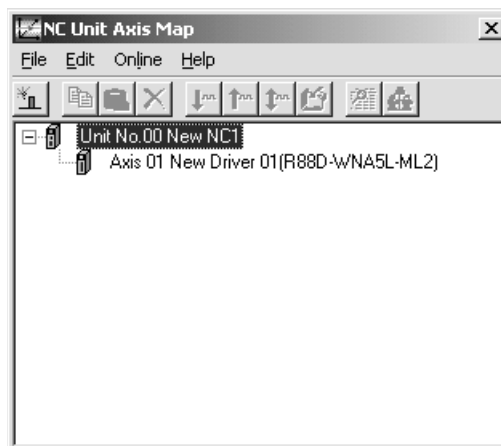 NC Unit Axis Map
File Edit Online Help
Unit No.00 New NC1
Axis 01 New Driver 01(R88D-WNA5L-ML2)